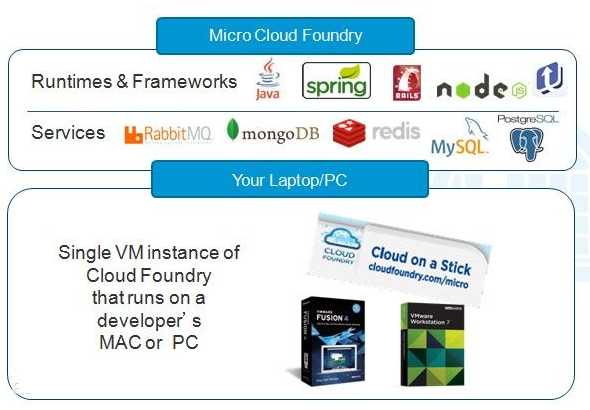 Micro Cloud Foundry
Runtimes & Frameworks
Java
spring
RAILS
node JS
Services
RabbitMQ
mongoDB
redis
MySQL
PostgreSQL
Your Laptop/PC
Single VM instance of
Cloud Foundry
that runs on a
developer’ s
MAC or PC
CLOUD
FOUNDRY
Cloud on a Stick
cloudfoundry.com/micro
VMWARE
FUSION 4
vmware
VMware
Workstation 7